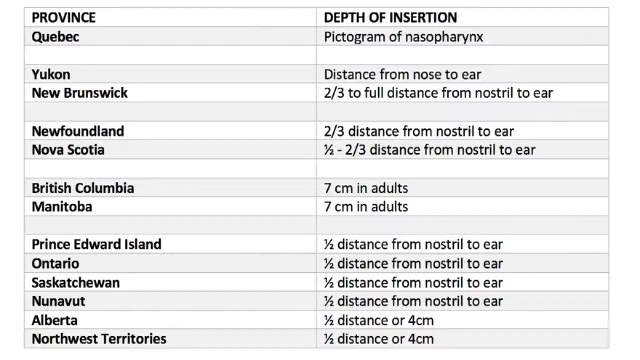 PROVINCE DEPTH OF INSERTION
Quebec Pictogram of nasopharynx
Yukon Distance from nose to ear
New Brunswick 2/3 to full distance from nostril to ear
Newfoundland 2/3 distance from nostril to ear
Nova Scotia ½ - 2/3 distance from nostril to ear
British Columbia 7 cm in adults
Manitoba 7 cm in adults
Prince Edward Island ½ distance from nostril to ear
Ontario ½ distance from nostril to ear
Saskatchewan ½ distance from nostril to ear
Nunavut ½ distance from nostril to ear
Alberta ½ distance or 4cm
Northwest Territories ½ distance or 4cm